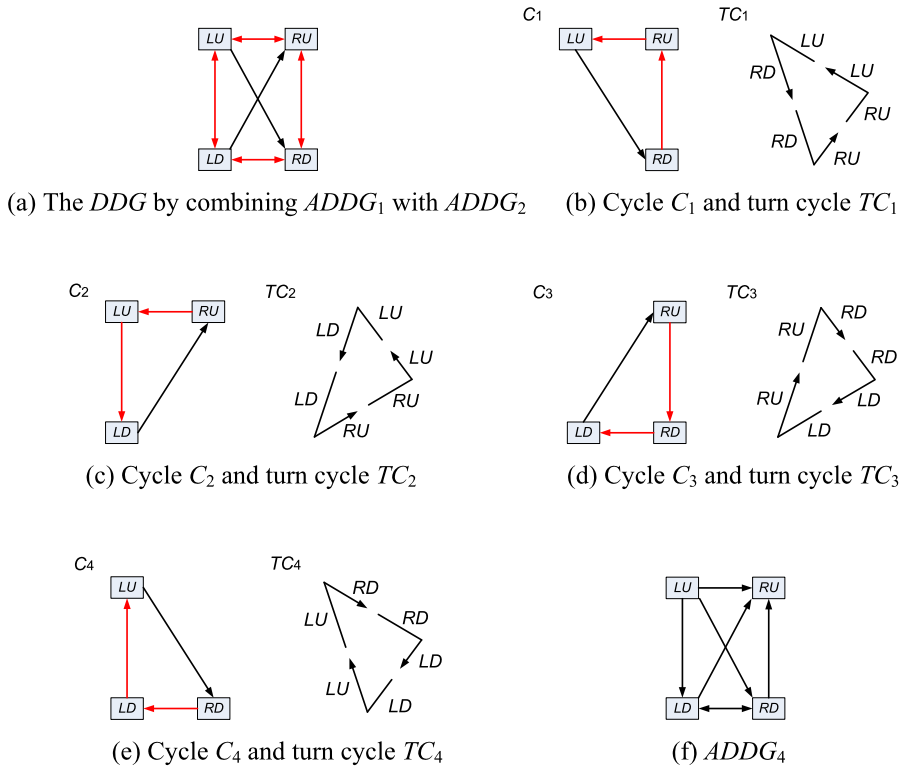 LU RU
LD RD
(a) The DDG by combining ADDG1 with ADDG2
C1 TC1
LU RU
RD
LU
RD LU
RU
RD
RU
(b) Cycle C1 and turn cycle TC1
C2 TC2
LU RU
LD
LU
LD
LU
LD RU
RU
(c) Cycle C2 and turn cycle TC2
C3 TC3
RU
LD RD
RD
RU
RD
RU LD
LD
(d) Cycle C3 and turn cycle TC3
C4 TC4
LU
LD RD
RD
LU RD
LD
LU LD
(e) Cycle C4 and turn cycle TC4
LU RU
LD RD
(f) ADDG4